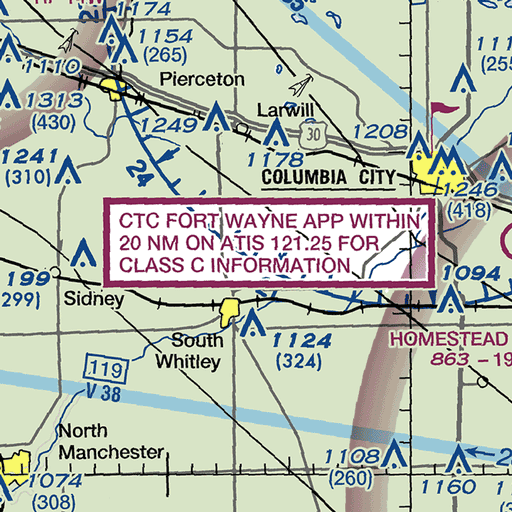 1174
1154
(265)
1110
Pierceton
1313
(430)
1249
Larwill
30
1208
1178
1241
(310)
24
COLUMBIA CITY
1246
(418)
CTC FORT WAYNE APP WITHIN
20 NM ON ATIS 121.25 FOR
CLASS C INFORMATION
199
299)
Sidney
1094
South
Whitley
1124
(324)
HOMESTEAD
863 – 19
119
V 38
North
Manchester
1074
(308)
1108
(260)
1160